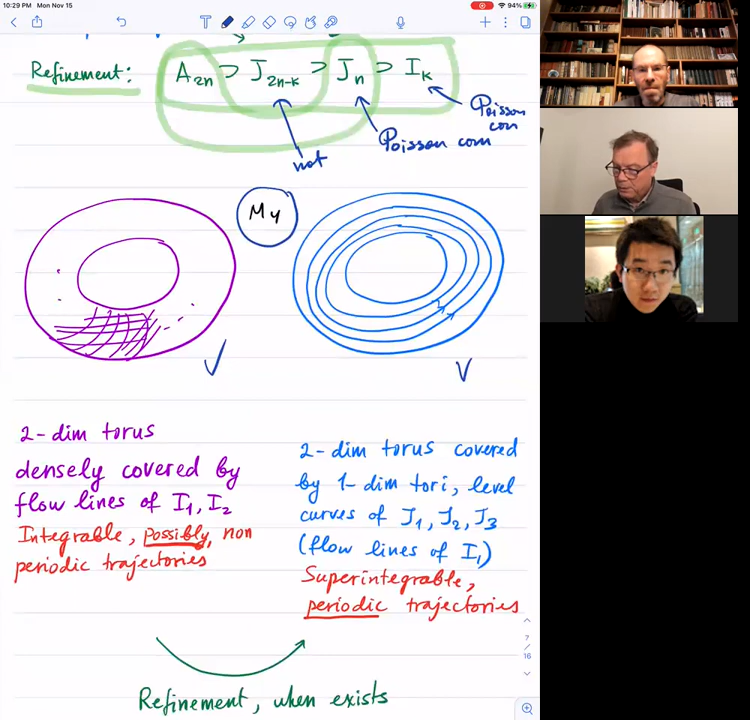 10:29 PM Mon Nov 15
94%
Refinement: A2n ⊃ J2n-k ⊃ Jn ⊃ Ik
Poisson com
Poisson com
not
My
2-dim torus
densely covered by
flow lines of I1, I2
Integrable, possibly, non
periodic trajectories
2-dim torus covered
by 1-dim tori, level
curves of J1, J2, J3
(flow lines of I1)
Superintegrable,
periodic trajectories
7
/
16
Refinement, when exists